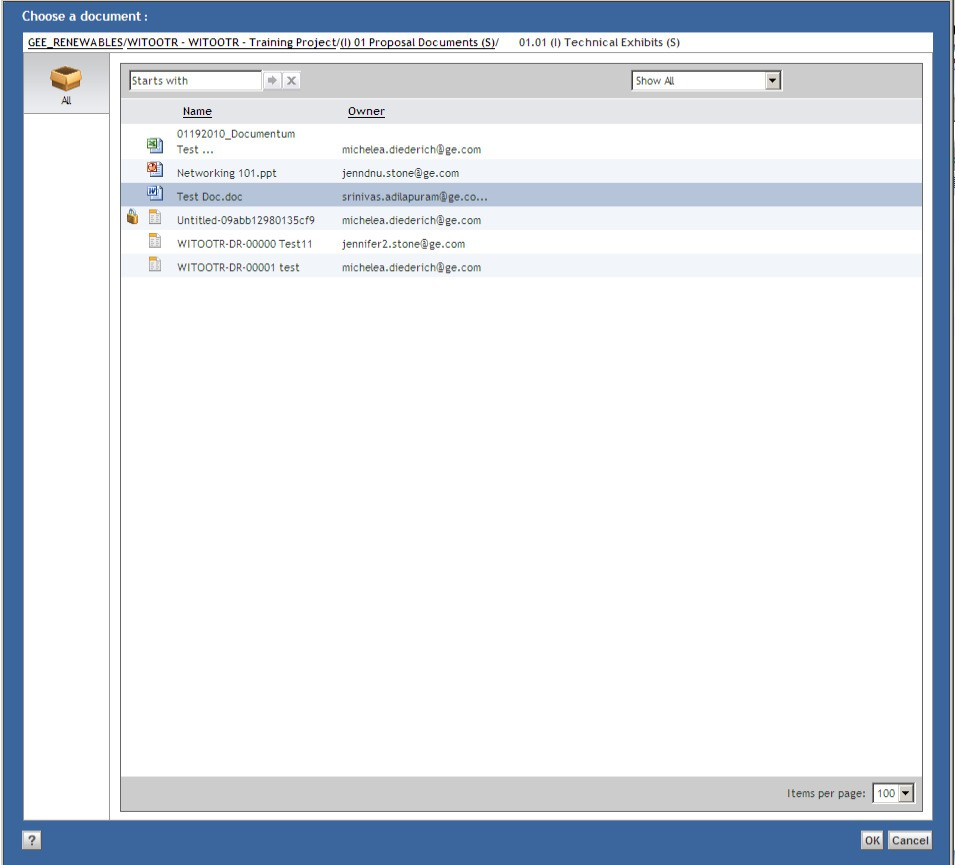 Choose a document :
GEE_RENEWABLES/WITOOTR - WITOOTR - Training Project/(I) 01 Proposal Documents (S)/ 01.01 (I) Technical Exhibits (S)
All
Starts with X Show All
Name Owner
01192010_Documentum
Test ... michelea.diederich@ge.com
Networking 101.ppt jenndnu.stone@ge.com
Test Doc.doc srinivas.adilapuram@ge.co...
Untitled-09abb12980135cf9 michelea.diederich@ge.com
WITOOTR-DR-00000 Test11 jennifer2.stone@ge.com
WITOOTR-DR-00001 test michelea.diederich@ge.com
Items per page: 100
? OK Cancel